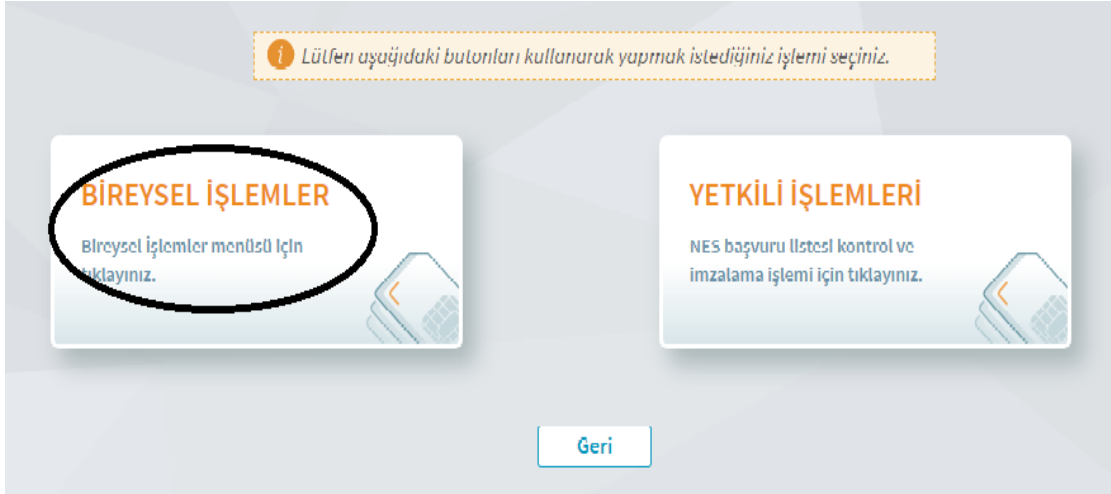 i Lütfen aşağıdaki butonları kullanarak yapmak istediğiniz işlemi seçiniz.
BİREYSEL İŞLEMLER
Bireysel İşlemler menüsü için
tıklayınız.
YETKİLİ İŞLEMLERİ
NES başvuru listesi kontrol ve
imzalama işlemi için tıklayınız.
Geri